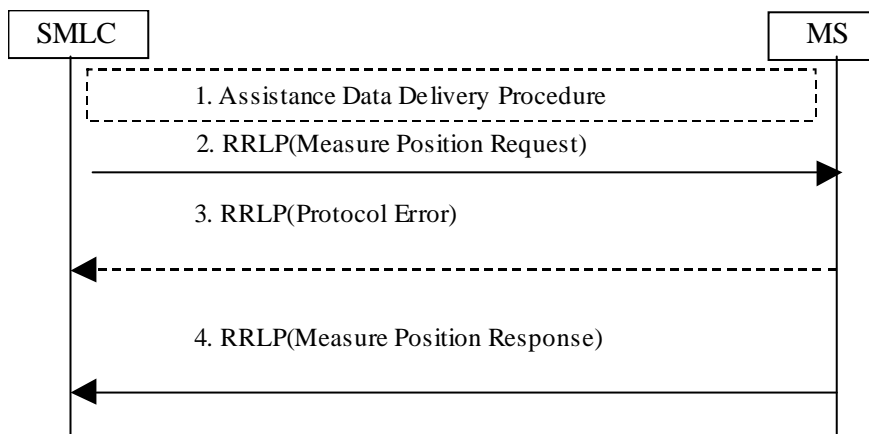 SMLC
MS
1. Assistance Data Delivery Procedure
2. RRLP(Measure Position Request)
3. RRLP(Protocol Error)
4. RRLP(Measure Position Response)